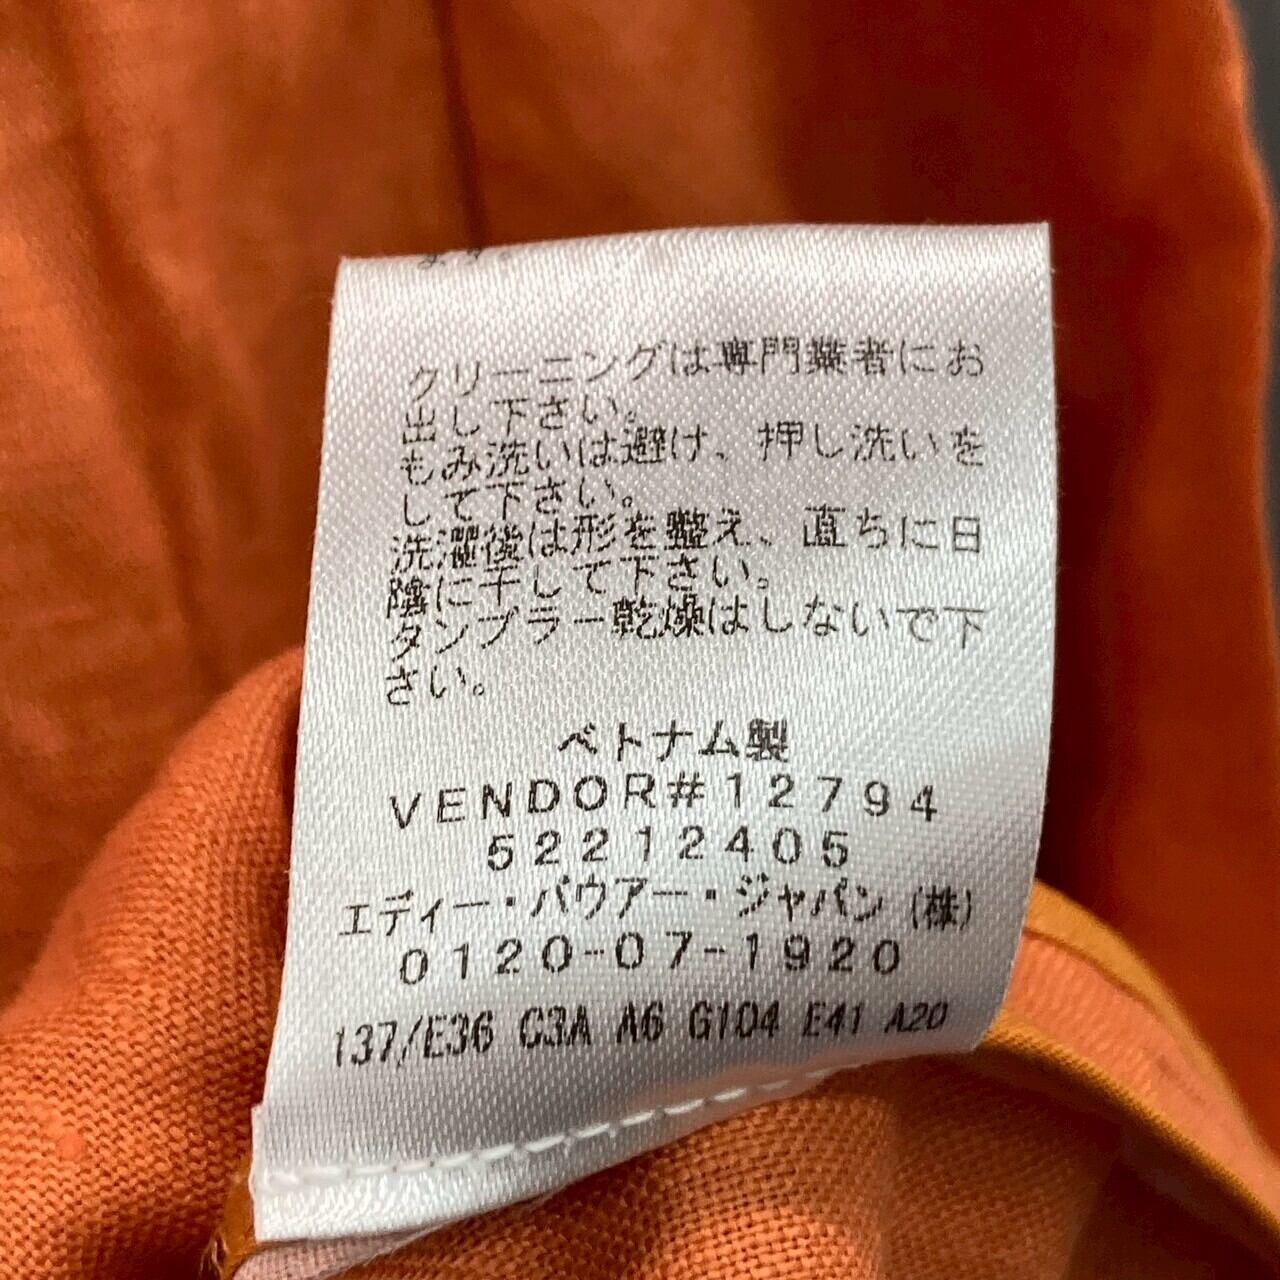 ます。
クリーニングは専門業者にお
出し下さい。
もみ洗いは避け、押し洗いを
して下さい。
洗濯後は形を整え、直ちに日
陰に干して下さい。
タンブラー乾燥はしないで下
さい。
ベトナム製
VENDOR#12794
52212405
エディー・バウアー・ジャパン(株)
0120-07-1920
137/E36 C3A A6 G104 E41 A20